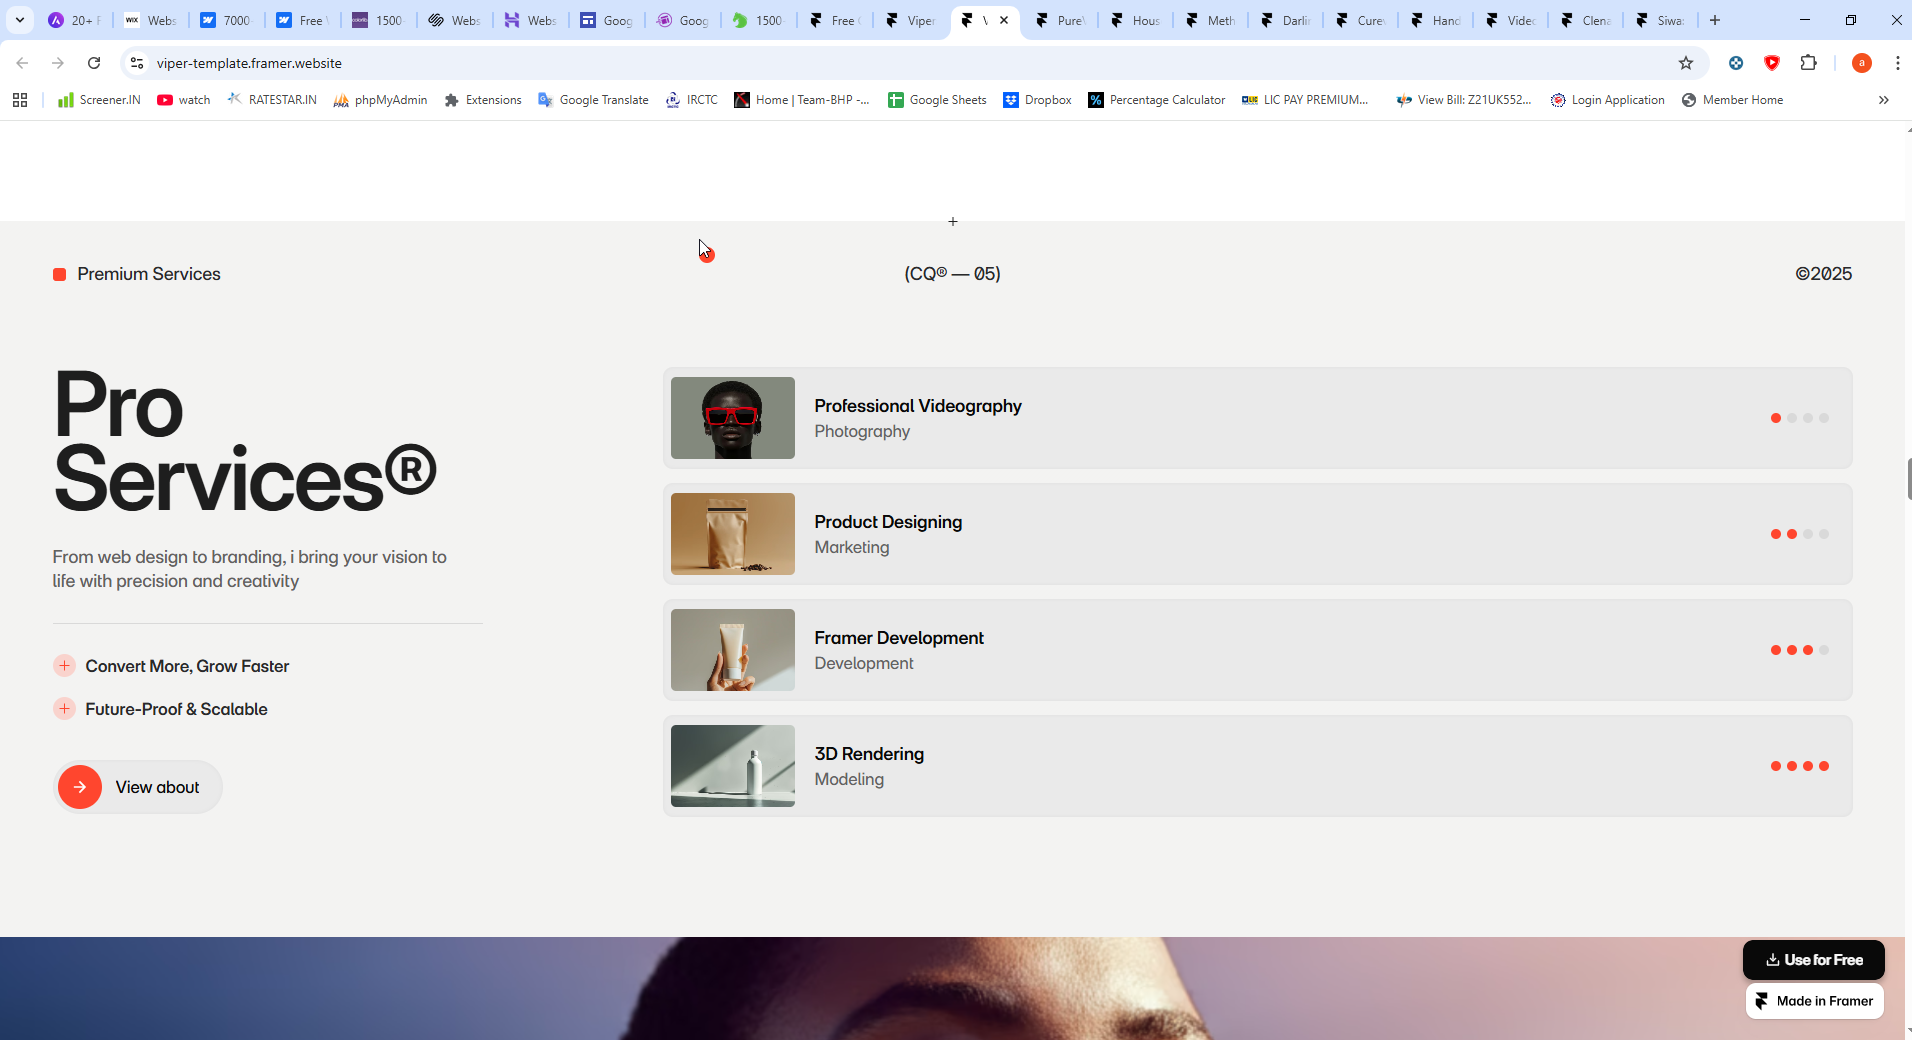 20+ F
Webs
7000
Free
1500
Webs
Webs
Goog
Goog
1500
Free
Viper
V
Pure
Hous
Meth
Darlin
Cure
Hand
Video
Clena
Siwa
viper-template.framer.website
a
Screener.IN
watch
RATESTAR.IN
phpMyAdmin
Extensions
Google Translate
IRCTC
Home | Team-BHP -...
Google Sheets
Dropbox
Percentage Calculator
LIC PAY PREMIUM...
View Bill: Z21UK552...
Login Application
Member Home
Premium Services
(CQ® — 05)
©2025
Pro
Services®
From web design to branding, i bring your vision to
life with precision and creativity
Convert More, Grow Faster
Future-Proof & Scalable
View about
Professional Videography
Photography
Product Designing
Marketing
Framer Development
Development
3D Rendering
Modeling
Use for Free
Made in Framer